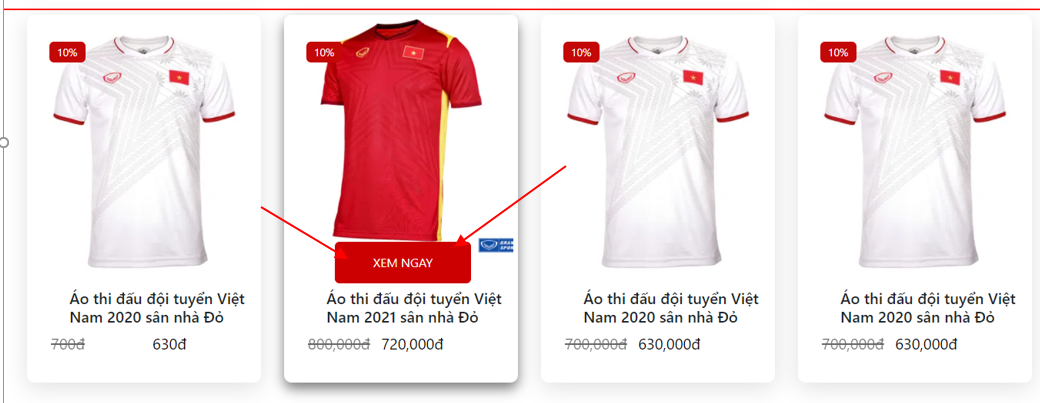 10%
Áo thi đấu đội tuyển Việt
Nam 2020 sân nhà Đỏ
700đ 630đ
10%
XEM NGAY
Áo thi đấu đội tuyển Việt
Nam 2021 sân nhà Đỏ
800,000đ 720,000đ
10%
Áo thi đấu đội tuyển Việt
Nam 2020 sân nhà Đỏ
700,000đ 630,000đ
10%
Áo thi đấu đội tuyển Việt
Nam 2020 sân nhà Đỏ
700,000đ 630,000đ